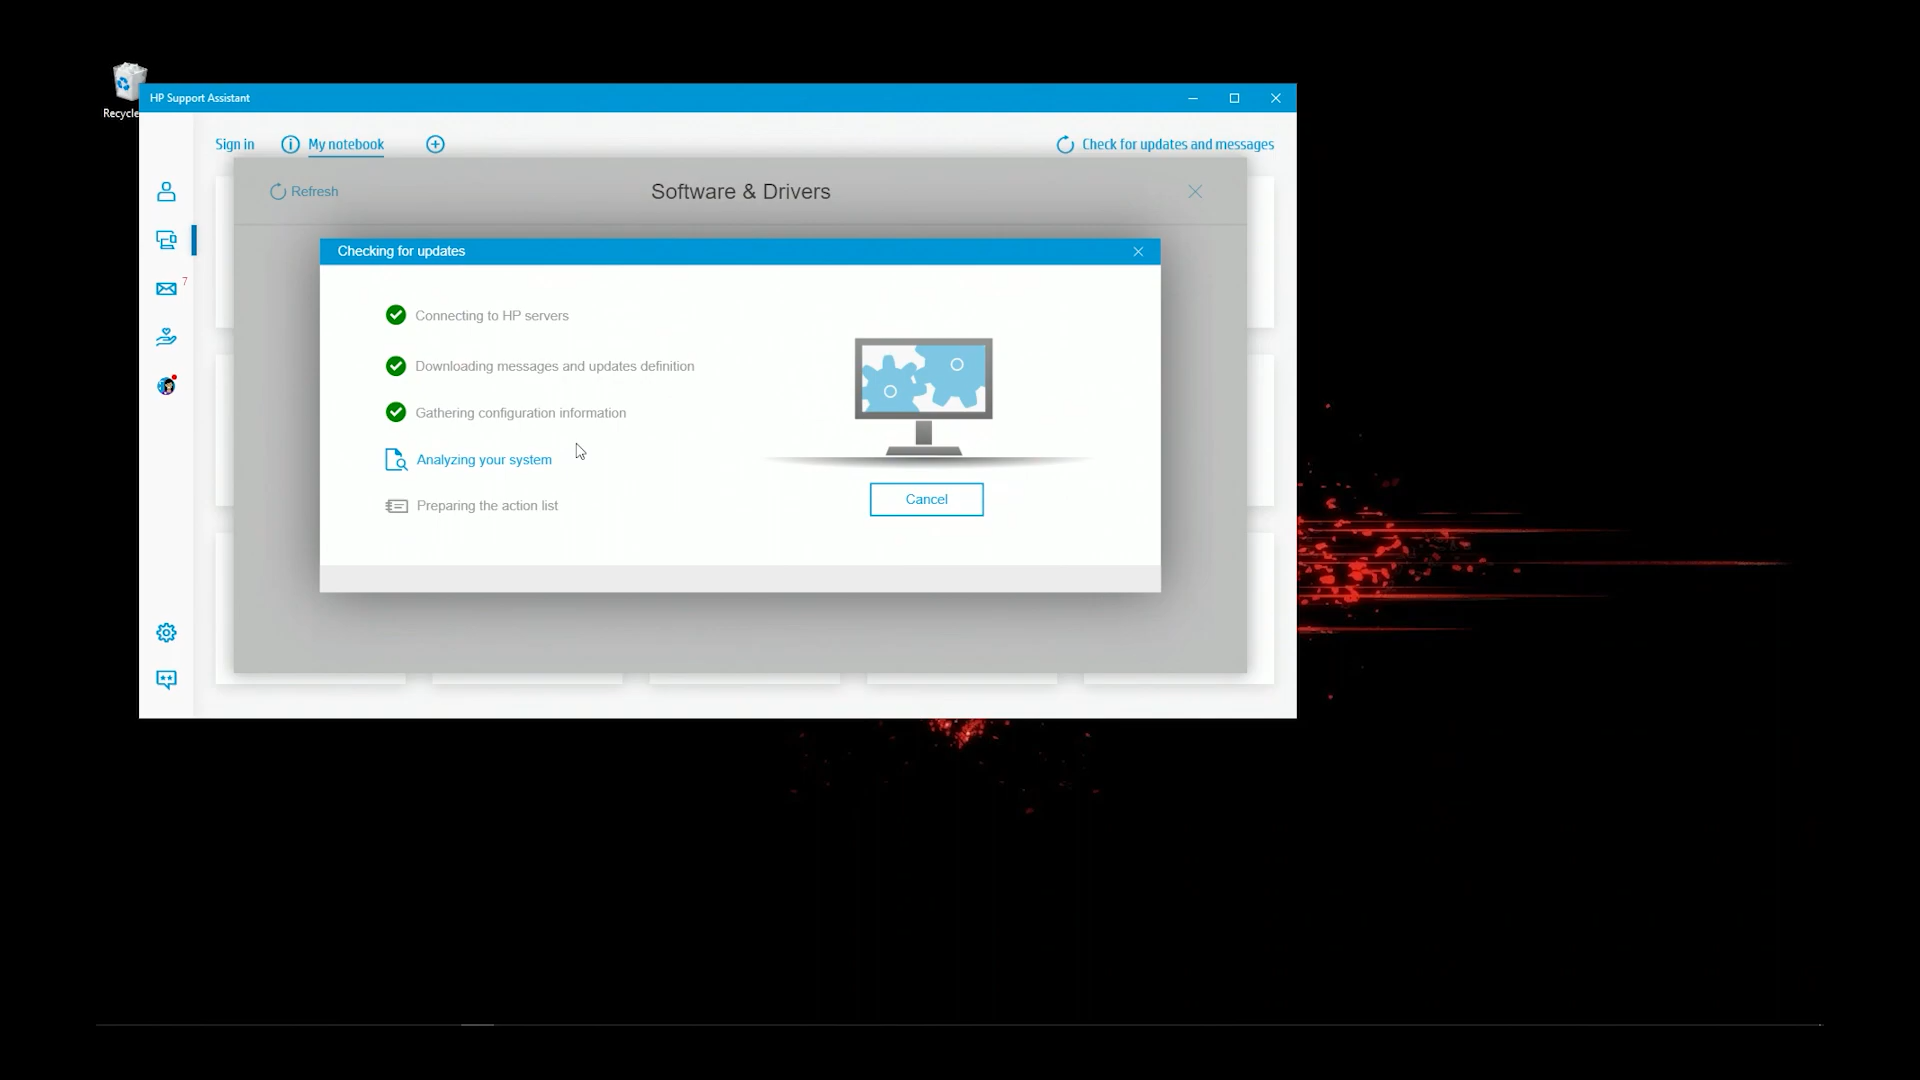 Recycle
HP Support Assistant
Sign in
My notebook
Check for updates and messages
Refresh
Software & Drivers
7
Checking for updates
Connecting to HP servers
Downloading messages and updates definition
Gathering configuration information
Analyzing your system
Preparing the action list
Cancel